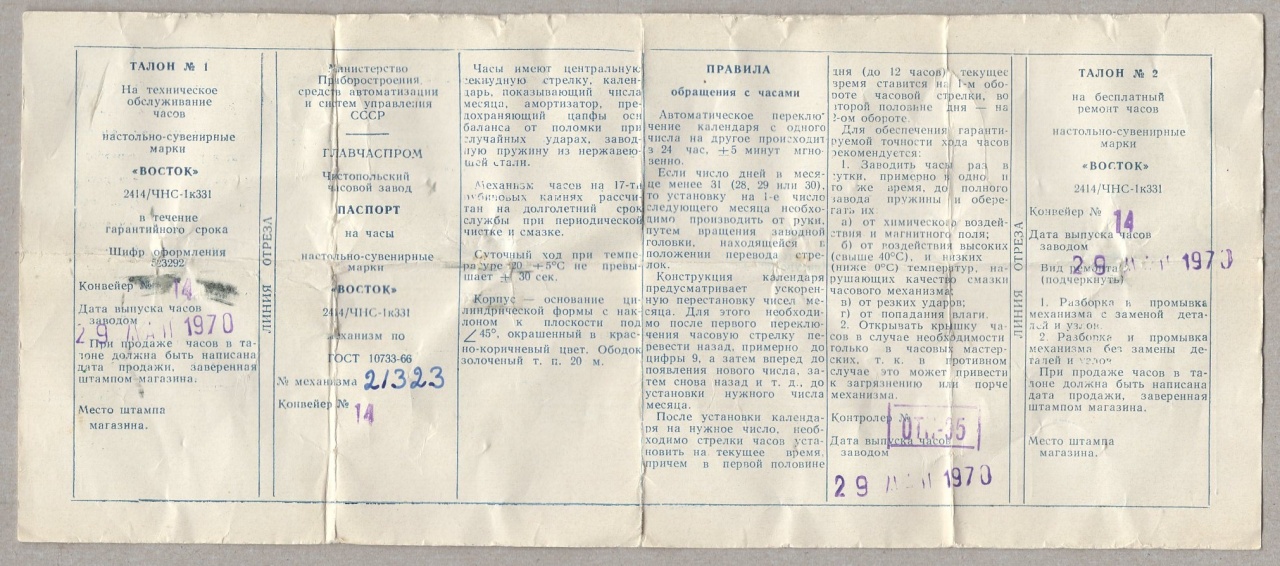 ТАЛОН № 1
На техническое
обслуживание
часов
настольно-сувенирные
марки
«ВОСТОК»
2414/ЧНС-1к331
в течение
гарантийного срока
Шифр оформления
523292
Конвейер № 14
Дата выпуска часов
заводом
29 МАЙ 1970
При продаже часов в та-
лоне должна быть написана
дата продажи, заверенная
штампом магазина.
Место штампа
магазина.
ЛИНИЯ ОТРЕЗА
Министерство
Приборостроения,
средств автоматизации
и систем управления
СССР
ГЛАВЧАСПРОМ
Чистопольский
часовой завод
ПАСПОРТ
на часы
настольно-сувенирные
марки
«ВОСТОК»
2414/ЧНС-1к331
механизм по
ГОСТ 10733-66
№ механизма 21323
Конвейер № 14
Часы имеют центральную
секундную стрелку, кален-
дарь, показывающий числа
месяца, амортизатор, пре-
дохраняющий цапфы оси
баланса от поломки при
случайных ударах, завод-
ную пружину из нержавею-
щей стали.
Механизм часов на 17-ти
рубиновых камнях рассчи-
тан на долголетний срок
службы при периодической
чистке и смазке.
Суточный ход при темпе-
ратуре 20 ±5°С не превы-
шает ± 30 сек.
Корпус — основание ци-
линдрической формы с нак-
лоном к плоскости под
∠ 45°, окрашенный в крас-
но-коричневый цвет. Ободок
золоченый т. п. 20 м.
ПРАВИЛА
обращения с часами
Автоматическое переклю-
чение календаря с одного
числа на другое происходит
в 24 час. ±5 минут мгно-
венно.
Если число дней в меся-
це менее 31 (28, 29 или 30),
то установку на 1-е число
следующего месяца необхо-
димо производить от руки,
путем вращения заводной
головки, находящейся в
положении перевода стре-
лок.
Конструкция календаря
предусматривает ускорен-
ную перестановку чисел ме-
сяца. Для этого необходи-
мо после первого переклю-
чения часовую стрелку пе-
ревести назад, примерно до
цифры 9, а затем вперед до
появления нового числа, за-
тем снова назад и т. д., до
установки нужного числа
месяца.
После установки календа-
ря на нужное число, необ-
ходимо стрелки часов уста-
новить на текущее время,
причем в первой половине
дня (до 12 часов) текущее
время ставится на 1-м обо-
роте часовой стрелки, во
второй половине дня — на
2-ом обороте.
Для обеспечения гаранти-
руемой точности хода часов
рекомендуется:
1. Заводить часы раз в
сутки, примерно в одно и
то же время, до полного
завода пружины и обере-
гать их:
а) от химического воздей-
ствия и магнитного поля;
б) от воздействия высоких
(свыше 40°С), и низких
(ниже 0°С) температур, на-
рушающих качество смазки
часового механизма;
в) от резких ударов;
г) от попадания влаги.
2. Открывать крышку ча-
сов в случае необходимости
только в часовых мастер-
ских, т. к. в противном
случае это может привести
к загрязнению или порче
механизма.
Контролер №
ОТК-35
Дата выпуска часов
заводом
29 МАЙ 1970
ЛИНИЯ ОТРЕЗА
ТАЛОН № 2
на бесплатный
ремонт часов
настольно-сувенирные
марки
«ВОСТОК»
2414/ЧНС-1к331
Конвейер № 14
Дата выпуска часов
заводом
29 МАЙ 1970
Вид ремонта
(подчеркнуть)
1. Разборка и промывка
механизма с заменой дета-
лей и узлов.
2. Разборка и промывка
механизма без замены де-
талей и узлов
При продаже часов в та-
лоне должна быть написана
дата продажи, заверенная
штампом магазина.
Место штампа
магазина.